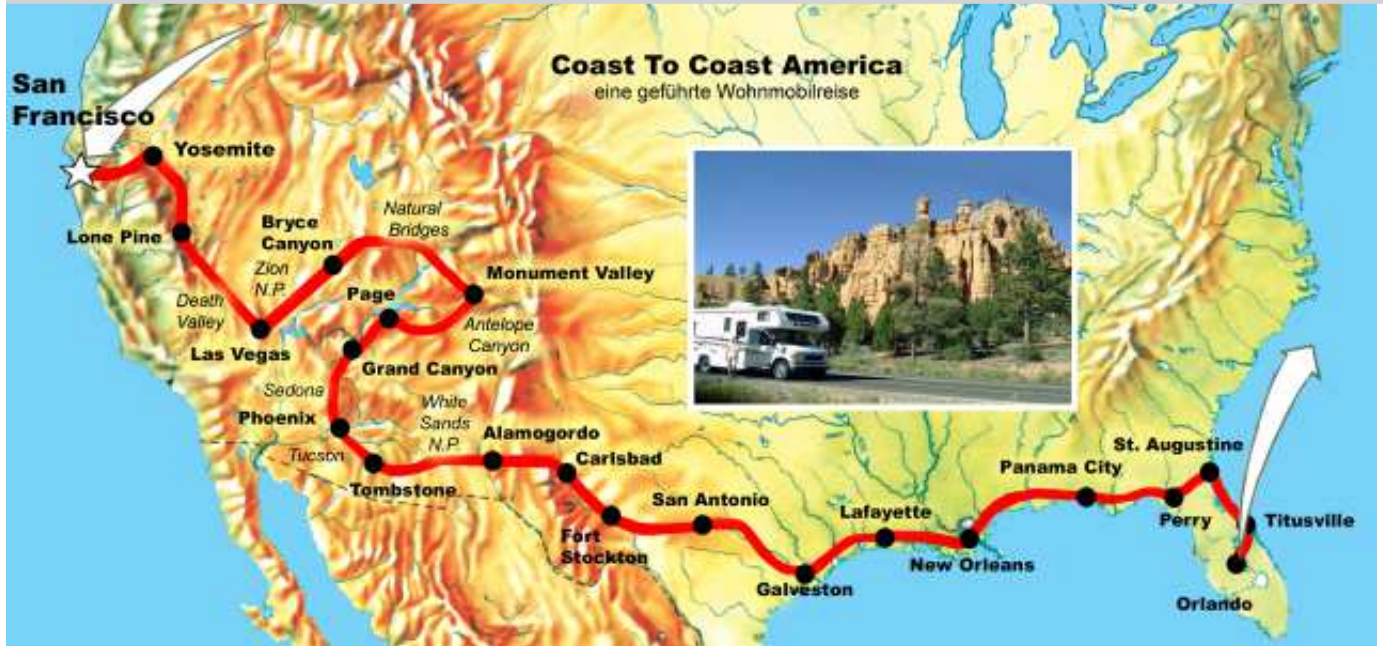 Coast To Coast America
eine geführte Wohnmobilreise
San
Francisco
Yosemite
Lone Pine
Bryce
Canyon
Natural
Bridges
Zion
N.P.
Monument Valley
Page
Death
Valley
Antelope
Canyon
Las Vegas
Grand Canyon
Sedona
Phoenix
White
Sands
N.P.
Alamogordo
Tucson
Tombstone
Carlsbad
Fort
Stockton
San Antonio
Galveston
Lafayette
New Orleans
Panama City
Perry
St. Augustine
Titusville
Orlando